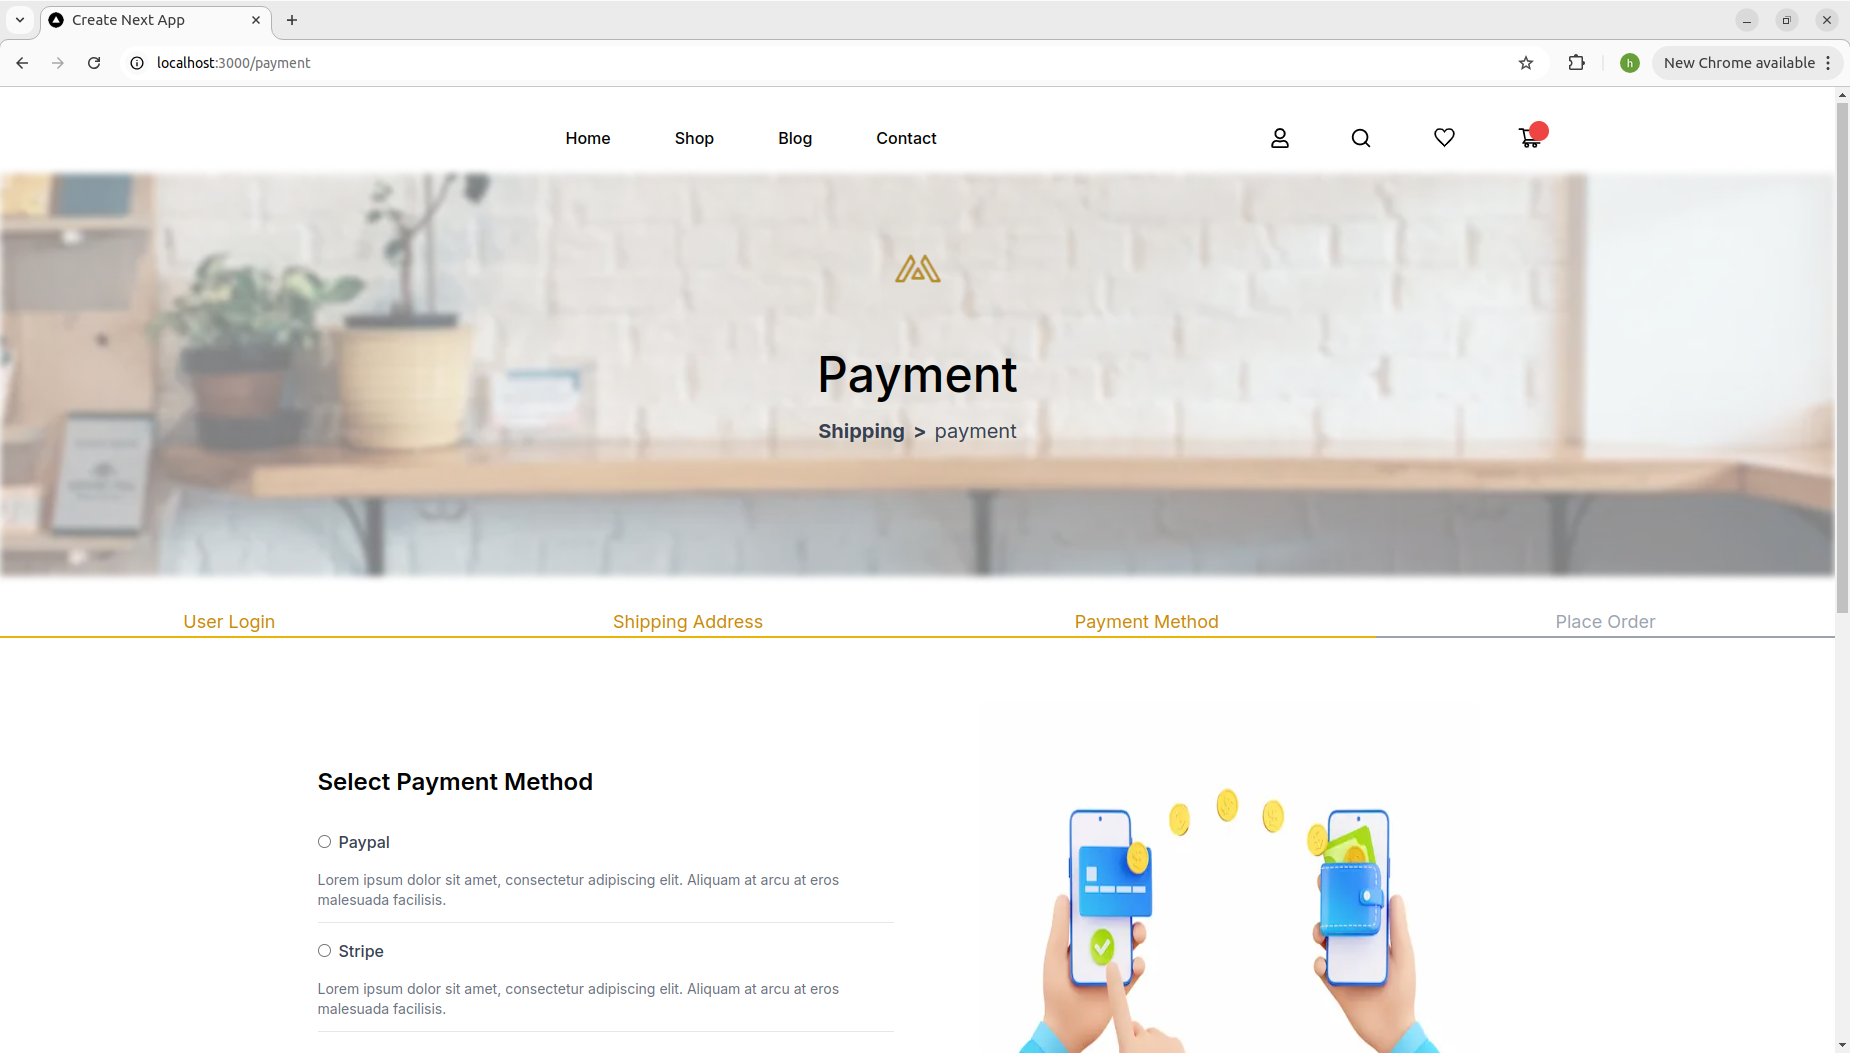 Create Next App
localhost:3000/payment
h
New Chrome available
Home Shop Blog Contact
Payment
Shipping > payment
User Login Shipping Address Payment Method Place Order
Select Payment Method
Paypal
Lorem ipsum dolor sit amet, consectetur adipiscing elit. Aliquam at arcu at eros
malesuada facilisis.
Stripe
Lorem ipsum dolor sit amet, consectetur adipiscing elit. Aliquam at arcu at eros
malesuada facilisis.